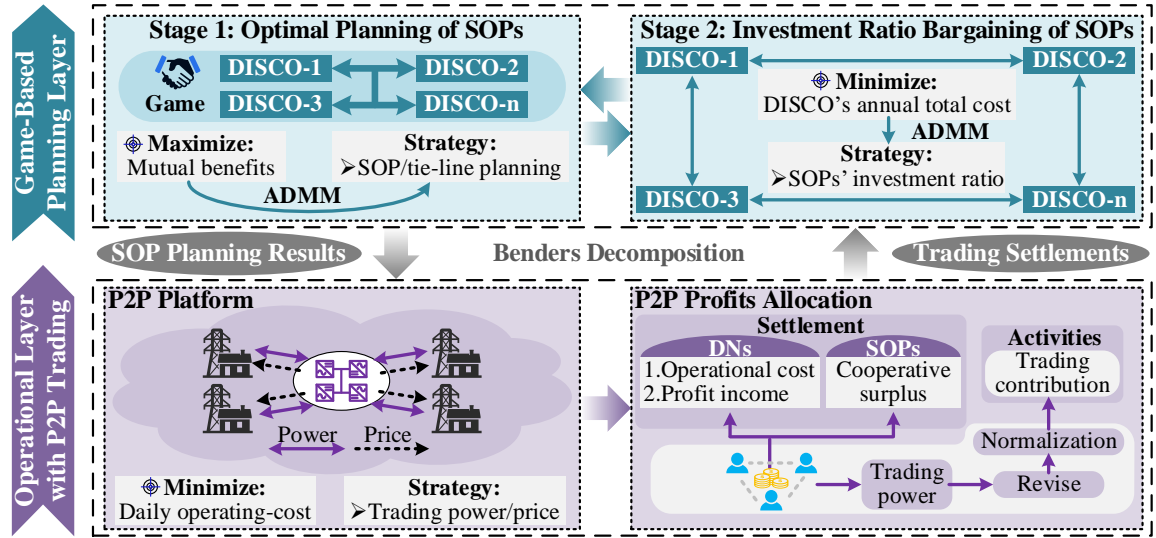 Game-Based
Planning Layer
Stage 1: Optimal Planning of SOPs
Game
DISCO-1
DISCO-2
DISCO-3
DISCO-n
Maximize:
Mutual benefits
ADMM
Strategy:
➤SOP/tie-line planning
Stage 2: Investment Ratio Bargaining of SOPs
DISCO-1
DISCO-2
Minimize:
DISCO's annual total cost
ADMM
Strategy:
➤SOPs' investment ratio
DISCO-3
DISCO-n
SOP Planning Results
Benders Decomposition
Trading Settlements
Operational Layer
with P2P Trading
P2P Platform
Power
Price
Minimize:
Daily operating-cost
Strategy:
➤Trading power/price
P2P Profits Allocation
Settlement
DNs
1.Operational cost
2.Profit income
SOPs
Cooperative
surplus
Activities
Trading
contribution
Normalization
Revise
Trading
power